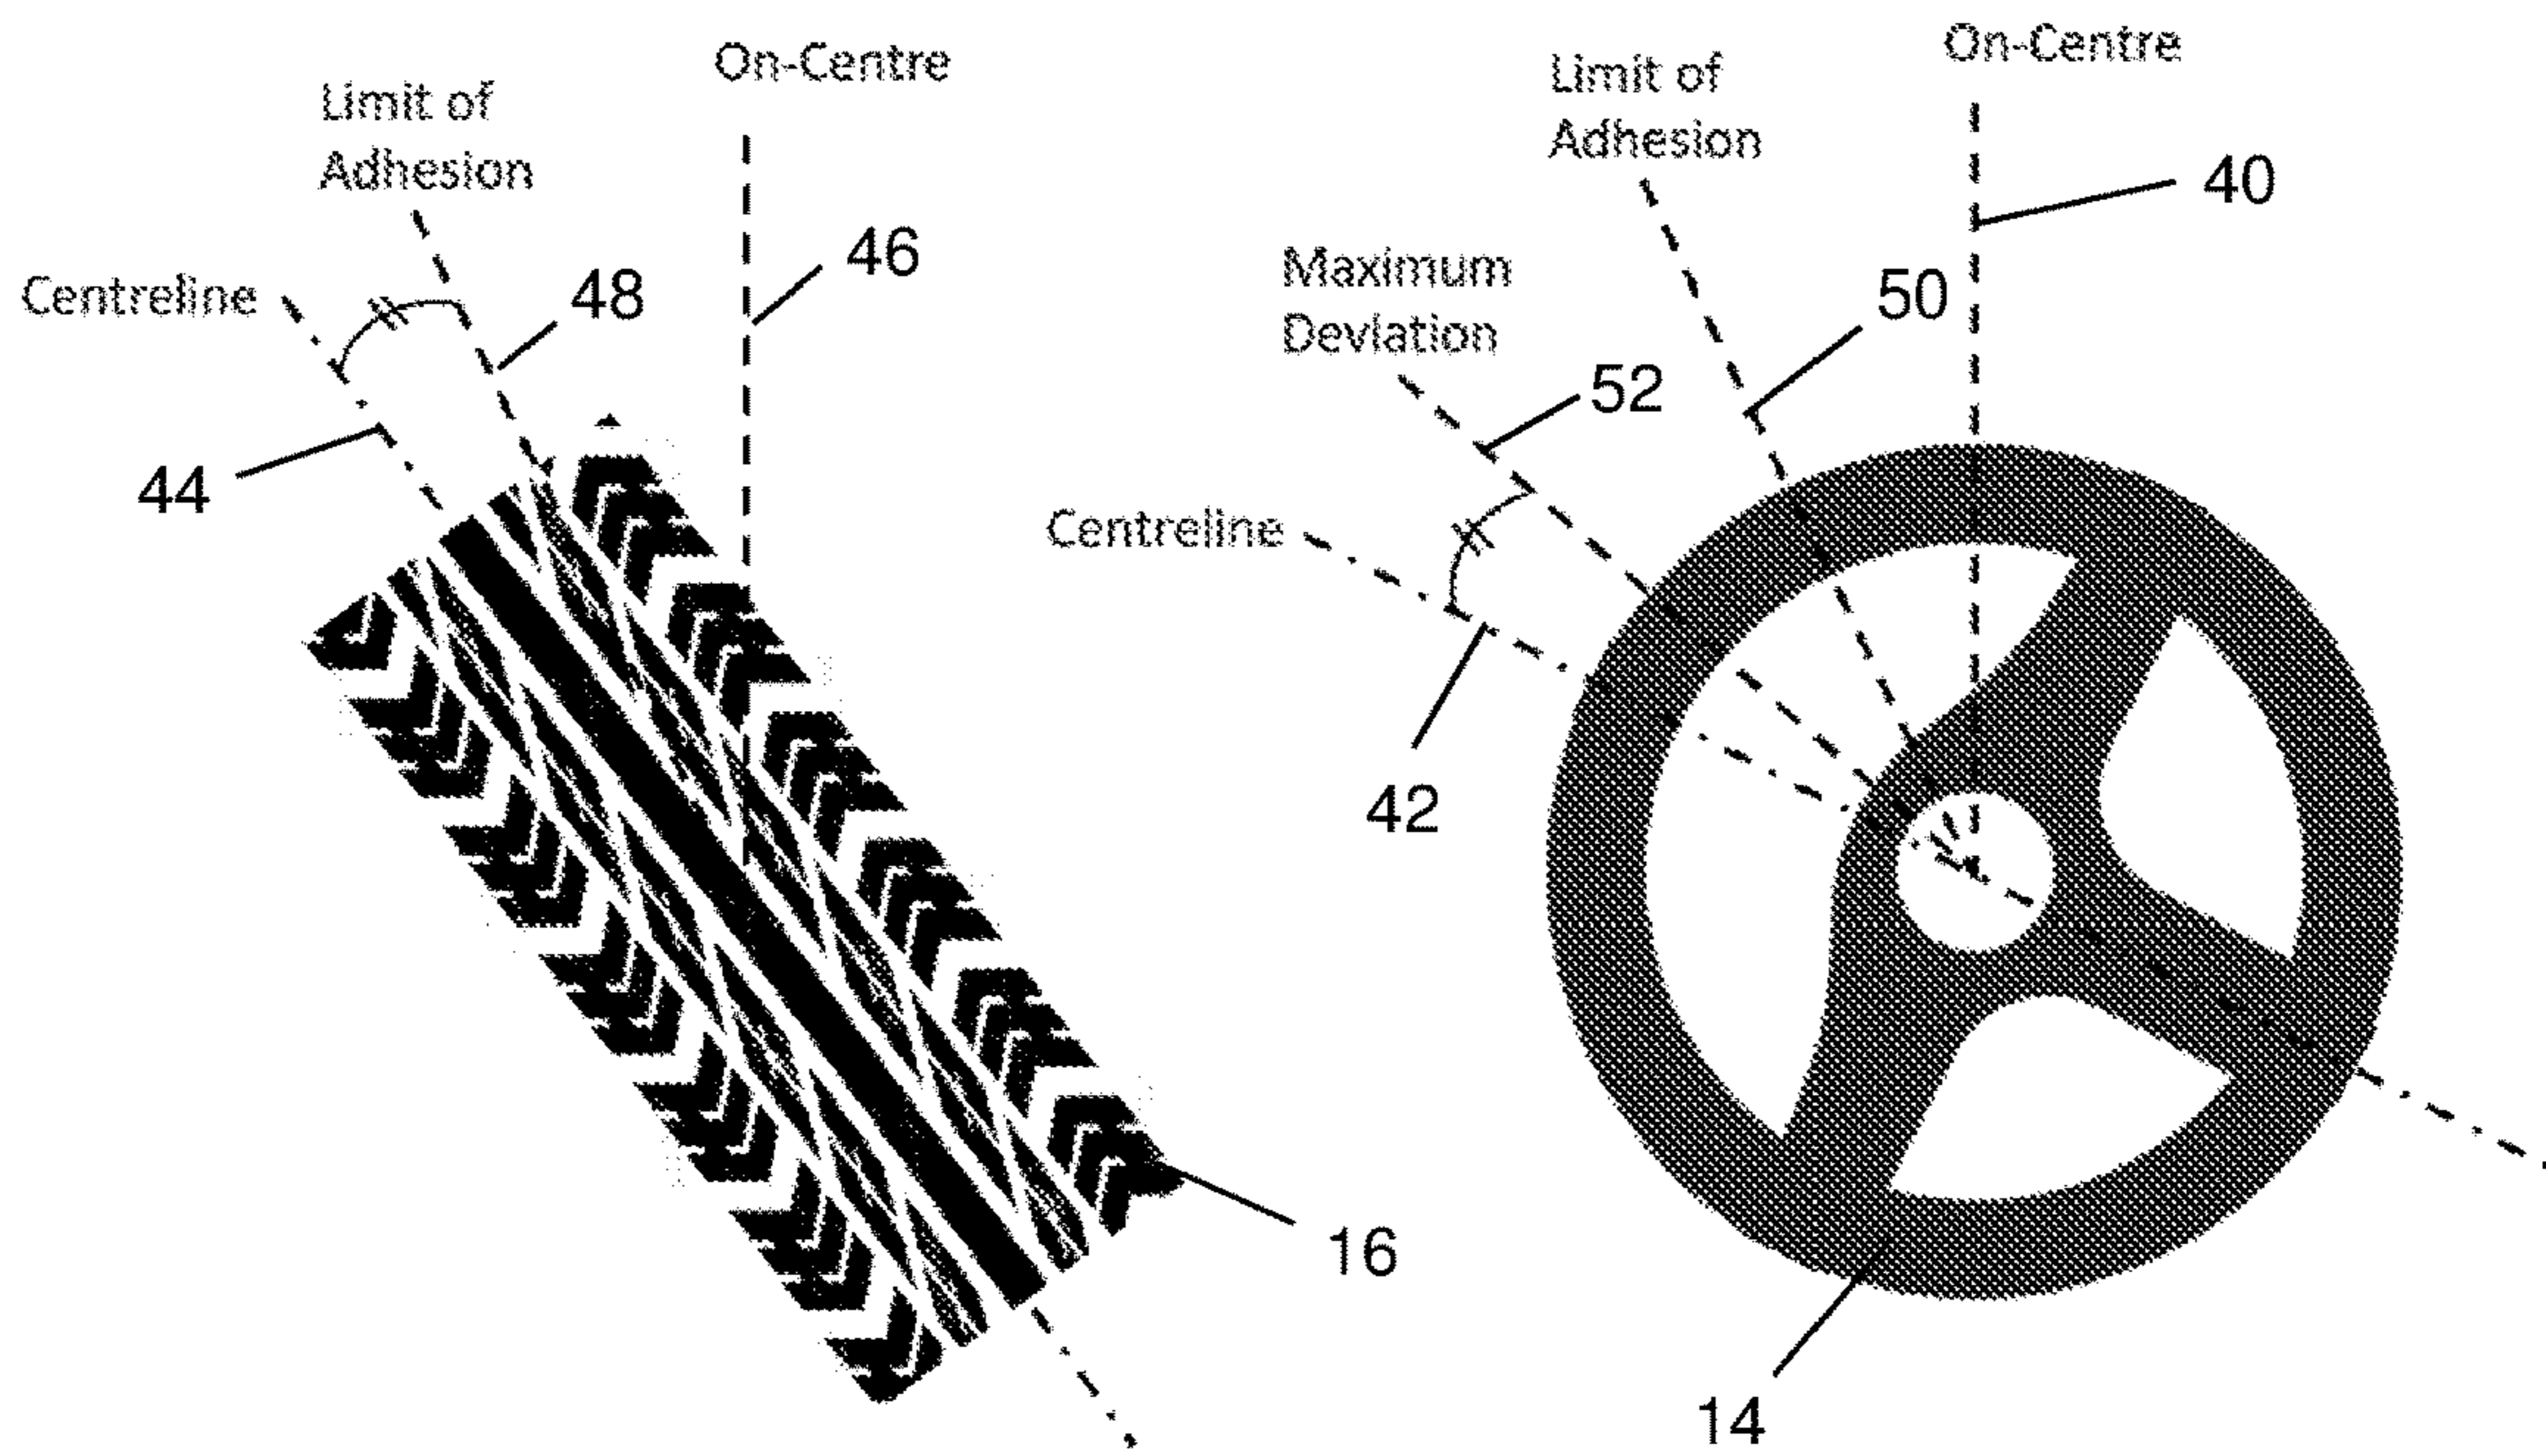 On-Centre
Limit of
Adhesion
46
Centreline
48
44
16
On-Centre
Limit of
Adhesion
40
Maximum
Deviation
50
52
Centreline
42
14